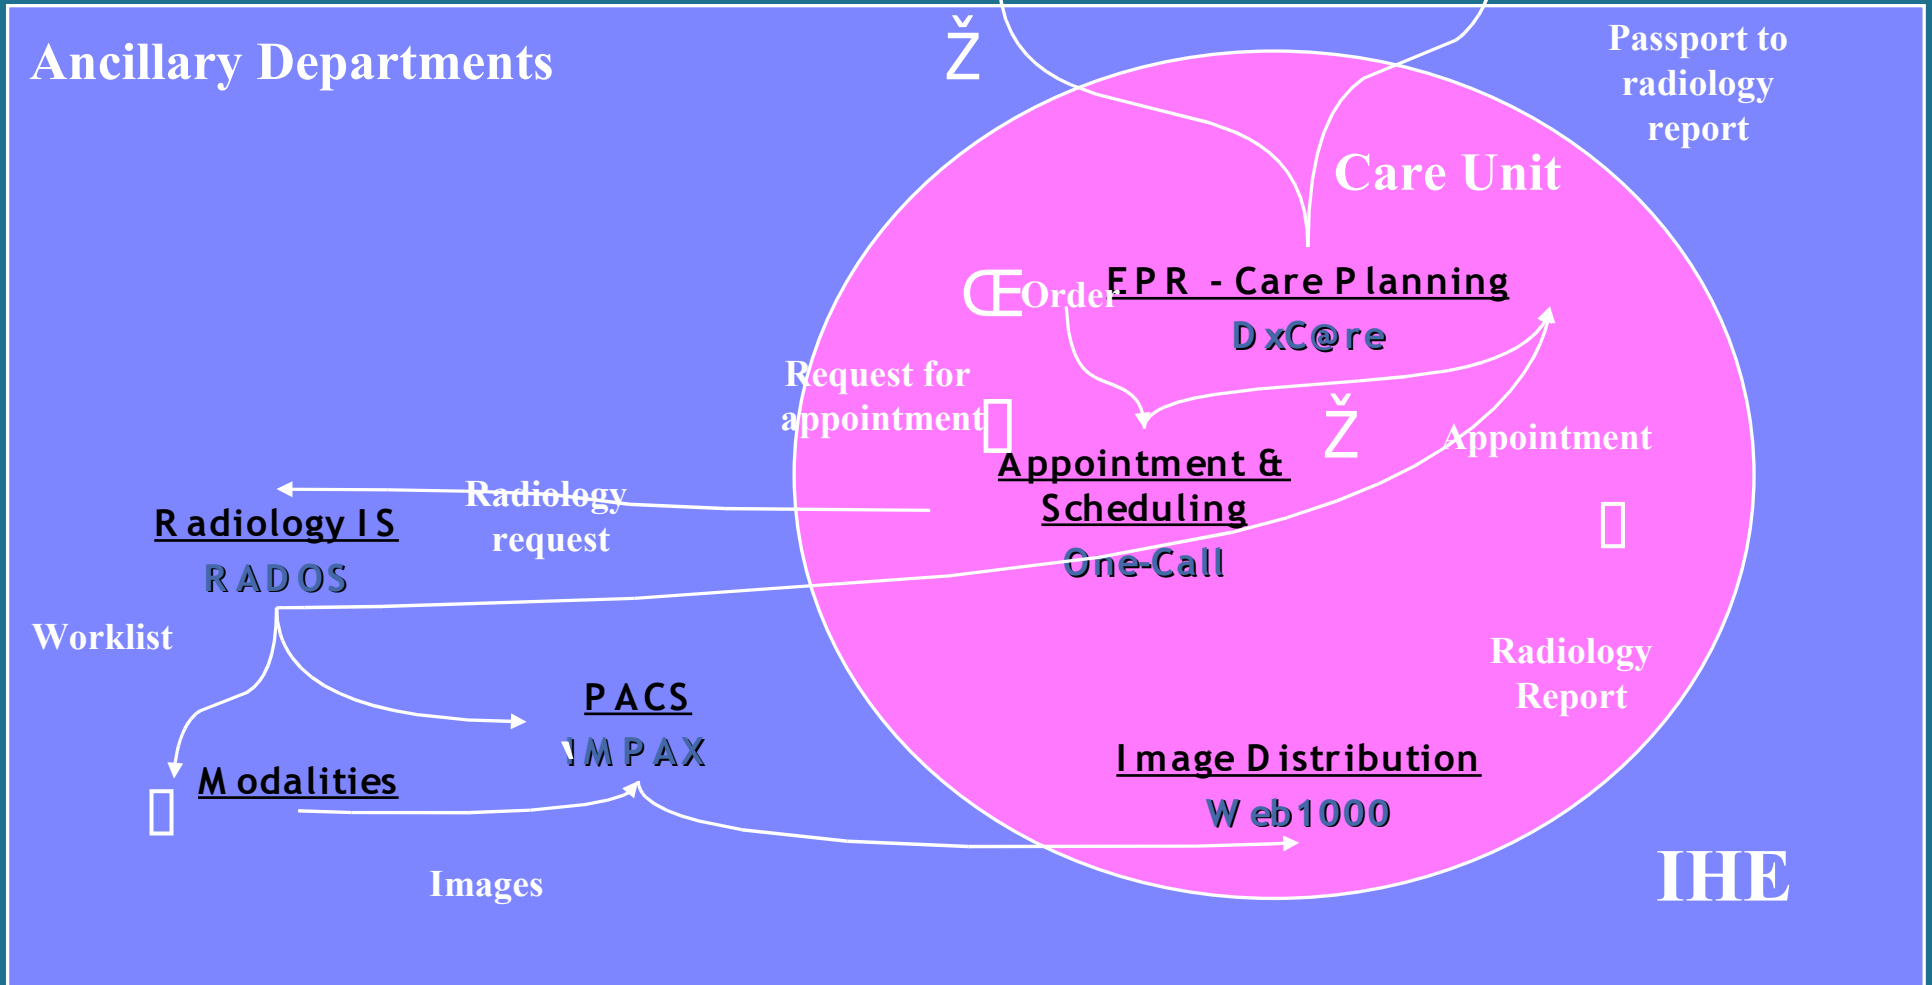 Ancillary Departments
Ž
Passport to
radiology
report
Care Unit
EPR - Care Planning
DxC@re
ŒOrder
Request for
appointment
Ž
Appointment
Appointment &
Scheduling
One-Call
Radiology
request
Radiology IS
RADOS
Worklist
Radiology
Report
PACS
IMPAX
Modalities
Image Distribution
Web1000
Images
IHE